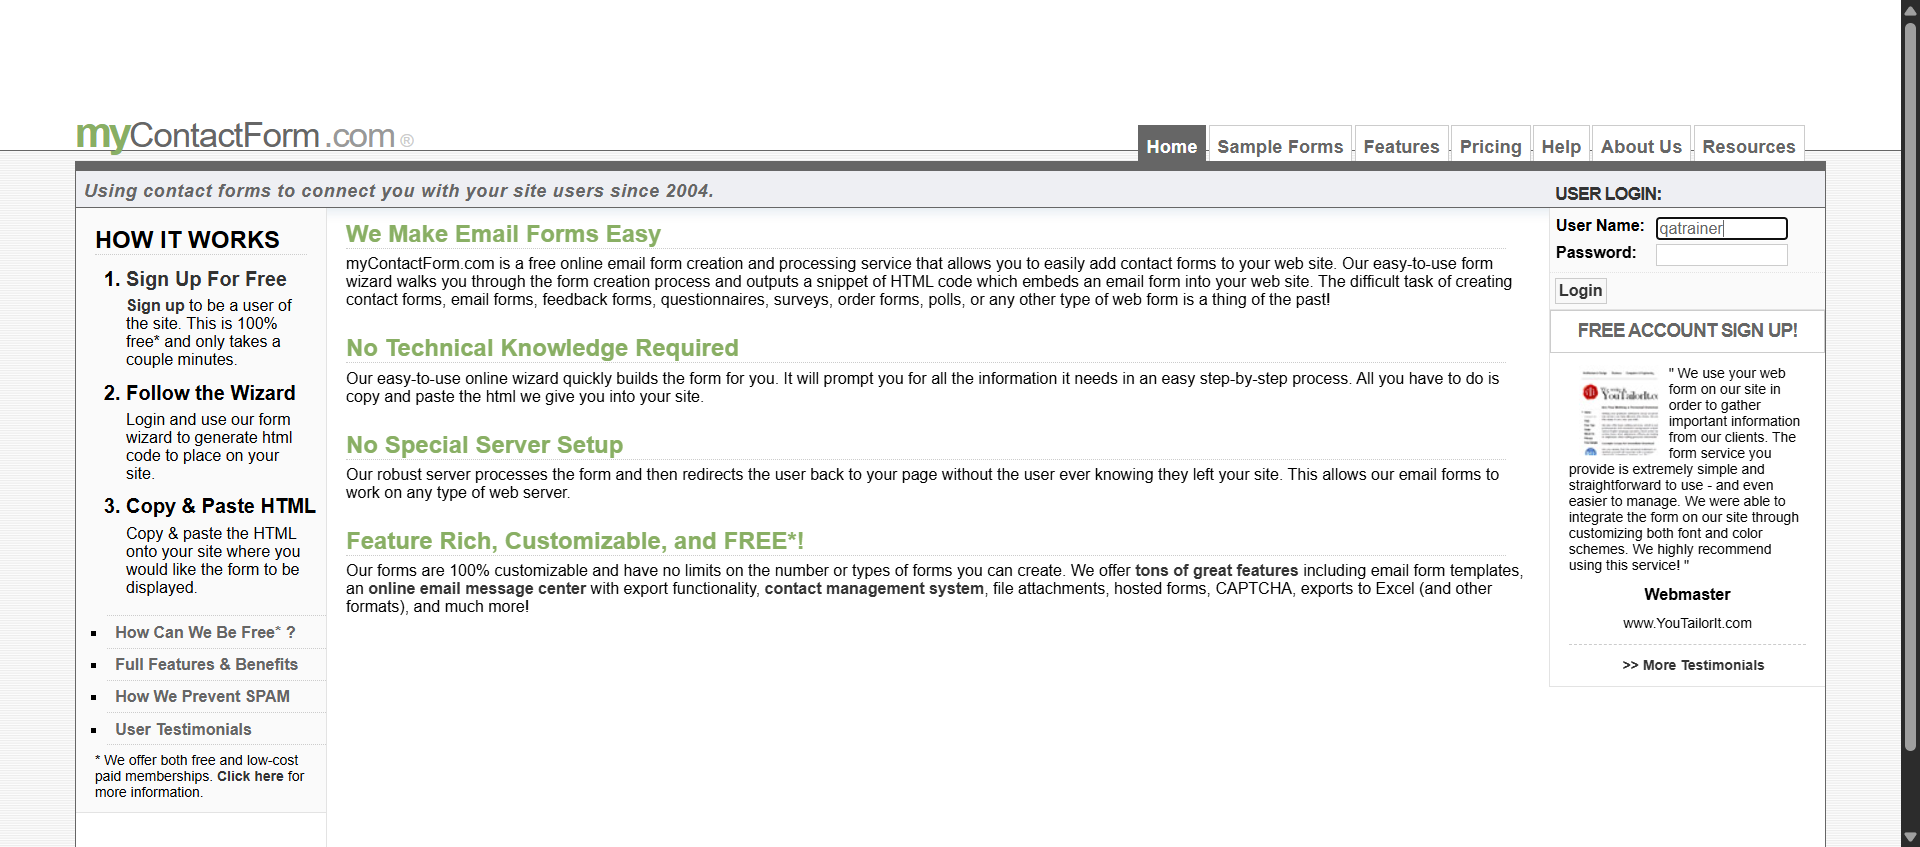 myContactForm.com ®
Home
Sample Forms
Features
Pricing
Help
About Us
Resources
Using contact forms to connect you with your site users since 2004.
USER LOGIN:
HOW IT WORKS
1. Sign Up For Free
Sign up to be a user of
the site. This is 100%
free* and only takes a
couple minutes.
2. Follow the Wizard
Login and use our form
wizard to generate html
code to place on your
site.
3. Copy & Paste HTML
Copy & paste the HTML
onto your site where you
would like the form to be
displayed.
How Can We Be Free* ?
Full Features & Benefits
How We Prevent SPAM
User Testimonials
* We offer both free and low-cost
paid memberships. Click here for
more information.
We Make Email Forms Easy
myContactForm.com is a free online email form creation and processing service that allows you to easily add contact forms to your web site. Our easy-to-use form
wizard walks you through the form creation process and outputs a snippet of HTML code which embeds an email form into your web site. The difficult task of creating
contact forms, email forms, feedback forms, questionnaires, surveys, order forms, polls, or any other type of web form is a thing of the past!
No Technical Knowledge Required
Our easy-to-use online wizard quickly builds the form for you. It will prompt you for all the information it needs in an easy step-by-step process. All you have to do is
copy and paste the html we give you into your site.
No Special Server Setup
Our robust server processes the form and then redirects the user back to your page without the user ever knowing they left your site. This allows our email forms to
work on any type of web server.
Feature Rich, Customizable, and FREE*!
Our forms are 100% customizable and have no limits on the number or types of forms you can create. We offer tons of great features including email form templates,
an online email message center with export functionality, contact management system, file attachments, hosted forms, CAPTCHA, exports to Excel (and other
formats), and much more!
User Name: qatrainer
Password:
Login
FREE ACCOUNT SIGN UP!
YouTailorIt.co
" We use your web
form on our site in
order to gather
important information
from our clients. The
form service you
provide is extremely simple and
straightforward to use - and even
easier to manage. We were able to
integrate the form on our site through
customizing both font and color
schemes. We highly recommend
using this service! "
Webmaster
www.YouTailorIt.com
>> More Testimonials